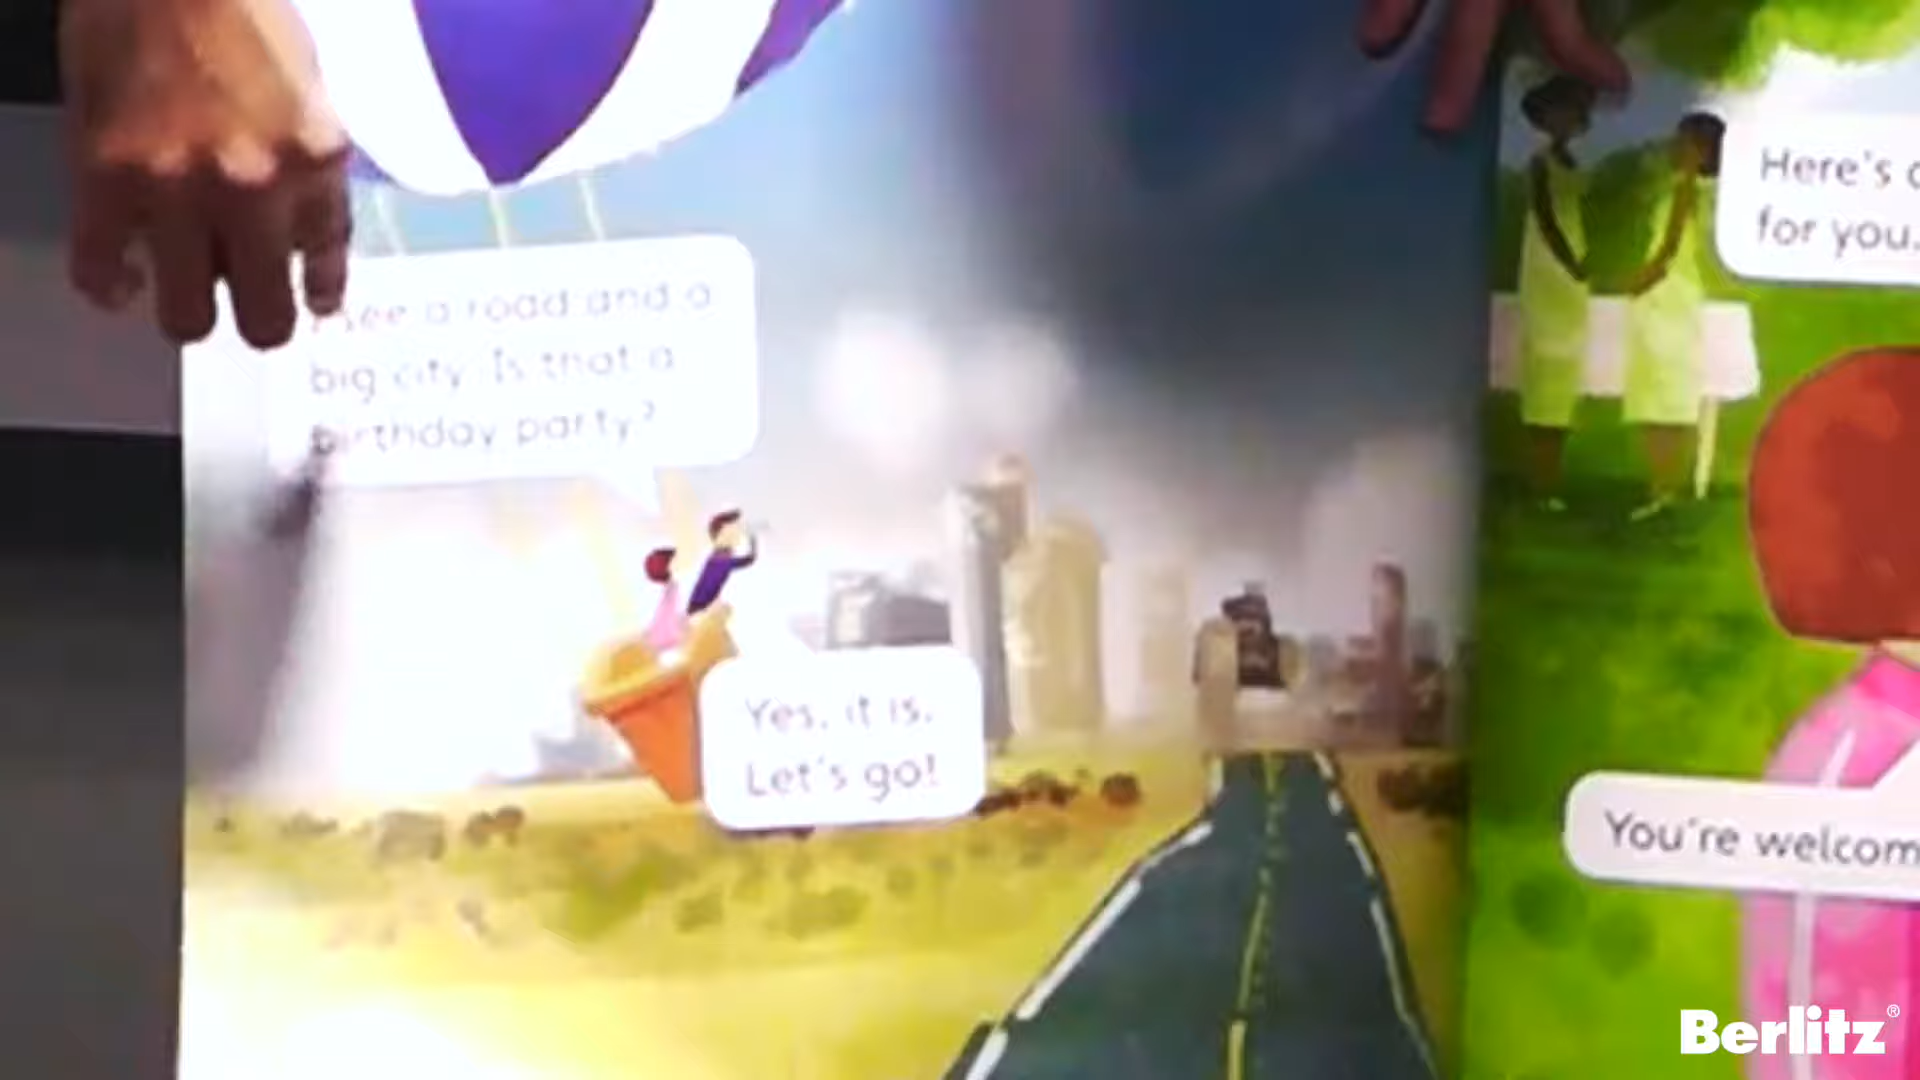 I see a road and a
big city. Is that a
birthday party?
Yes, it is.
Let's go!
Here's
for you.
You're
Berlitz®